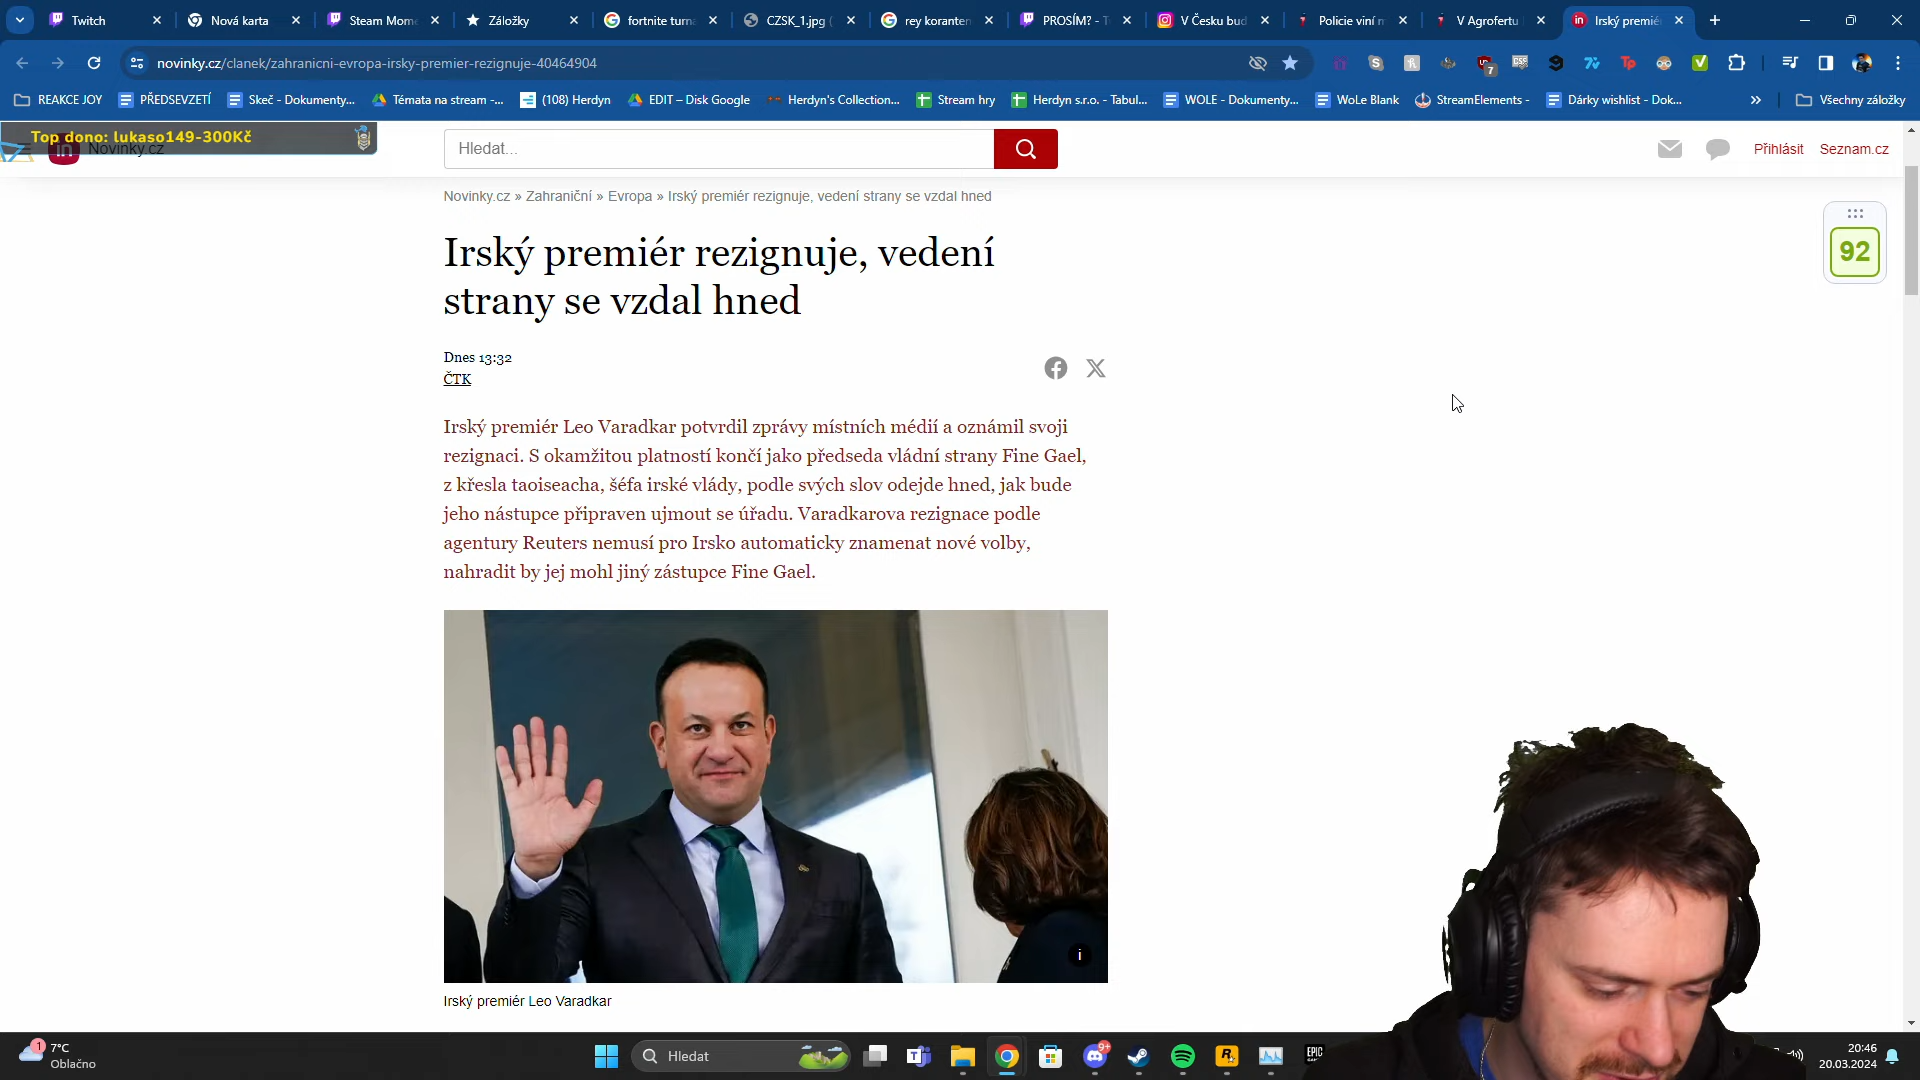 Twitch
Nová karta
Steam Mome
Záložky
fortnite turna
CZSK_1.jpg (
rey koranten
PROSÍM? - T
V Česku bud
Policie viní m
V Agrofertu
Irský premié
novinky.cz/clanek/zahranicni-evropa-irsky-premier-rezignuje-40464904
REAKCE JOY
PŘEDSEVZETÍ
Skeč - Dokumenty...
Témata na stream -...
(108) Herdyn
EDIT – Disk Google
Herdyn's Collection...
Stream hry
Herdyn s.r.o. - Tabul...
WOLE - Dokumenty...
WoLe Blank
StreamElements -
Dárky wishlist - Dok...
»
Všechny záložky
Top dono: lukaso149-300Kč
Novinky.cz
Hledat...
Přihlásit
Seznam.cz
Novinky.cz » Zahraniční » Evropa » Irský premiér rezignuje, vedení strany se vzdal hned
92
Irský premiér rezignuje, vedení
strany se vzdal hned
Dnes 13:32
ČTK
Irský premiér Leo Varadkar potvrdil zprávy místních médií a oznámil svoji
rezignaci. S okamžitou platností končí jako předseda vládní strany Fine Gael,
z křesla taoiseacha, šéfa irské vlády, podle svých slov odejde hned, jak bude
jeho nástupce připraven ujmout se úřadu. Varadkarova rezignace podle
agentury Reuters nemusí pro Irsko automaticky znamenat nové volby,
nahradit by jej mohl jiný zástupce Fine Gael.
i
Irský premiér Leo Varadkar
1
7°C
Oblačno
Hledat
9+
EPIC
20:46
20.03.2024